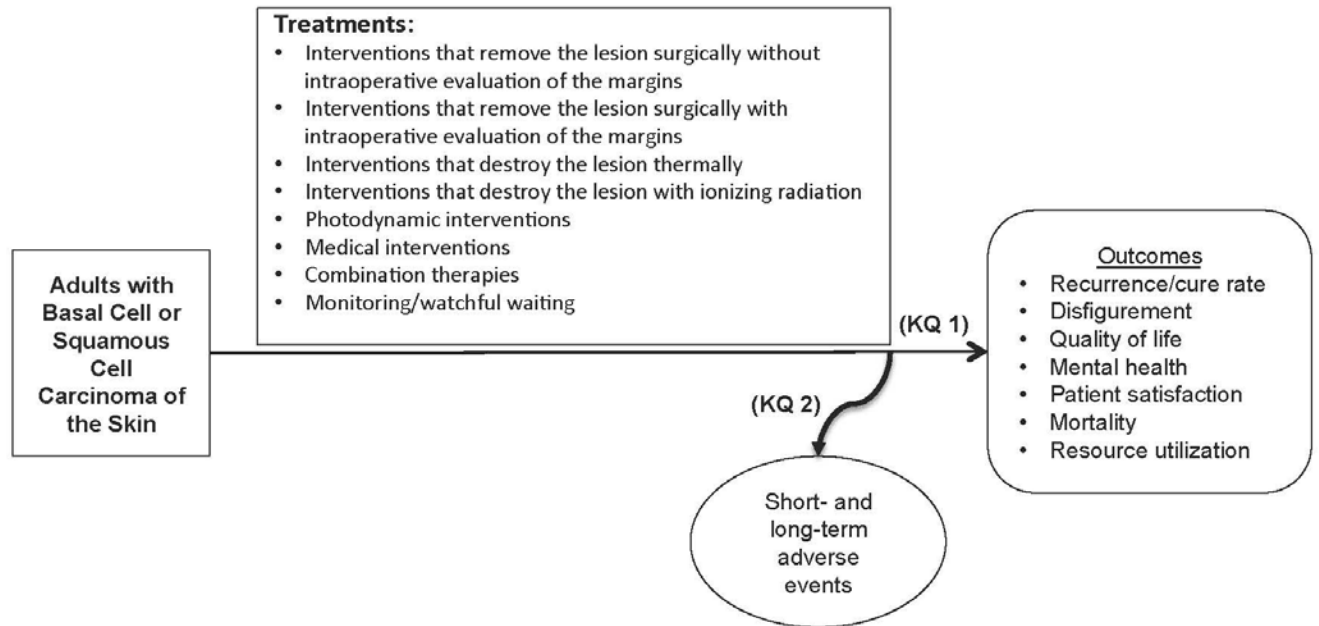 Treatments:
• Interventions that remove the lesion surgically without
intraoperative evaluation of the margins
• Interventions that remove the lesion surgically with
intraoperative evaluation of the margins
• Interventions that destroy the lesion thermally
• Interventions that destroy the lesion with ionizing radiation
• Photodynamic interventions
• Medical interventions
• Combination therapies
• Monitoring/watchful waiting
Adults with
Basal Cell or
Squamous
Cell
Carcinoma of
the Skin
(KQ 1)
(KQ 2)
Outcomes
• Recurrence/cure rate
• Disfigurement
• Quality of life
• Mental health
• Patient satisfaction
• Mortality
• Resource utilization
Short- and
long-term
adverse
events